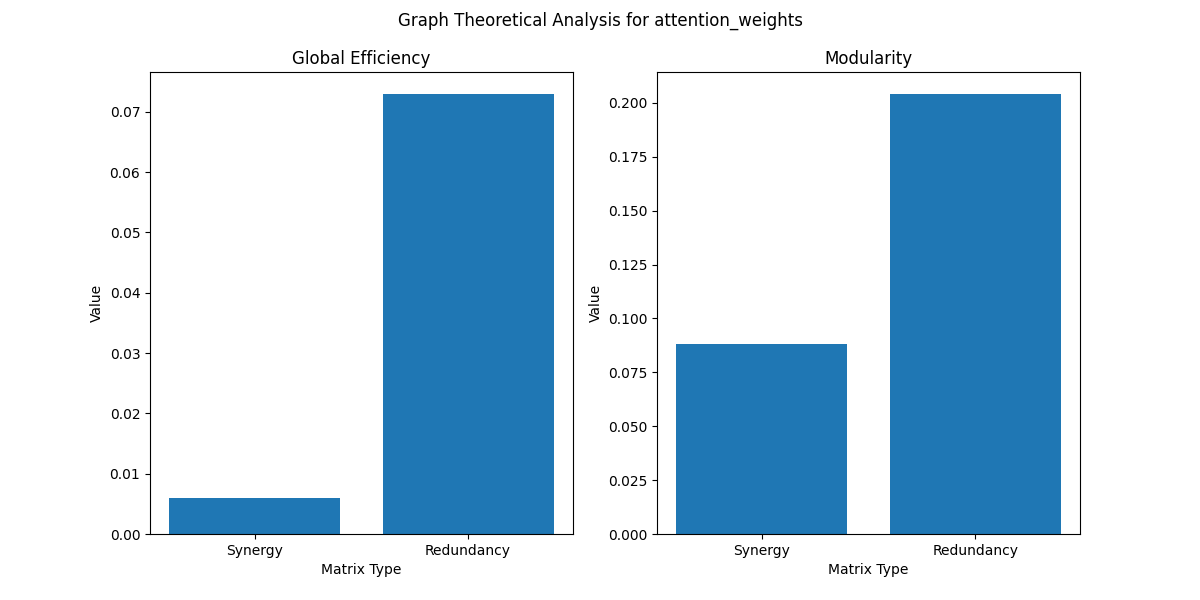 Graph Theoretical Analysis for attention_weights
Global Efficiency
Value
0.07
0.06
0.05
0.04
0.03
0.02
0.01
0.00
Synergy
Redundancy
Matrix Type
Modularity
Value
0.200
0.175
0.150
0.125
0.100
0.075
0.050
0.025
0.000
Synergy
Redundancy
Matrix Type